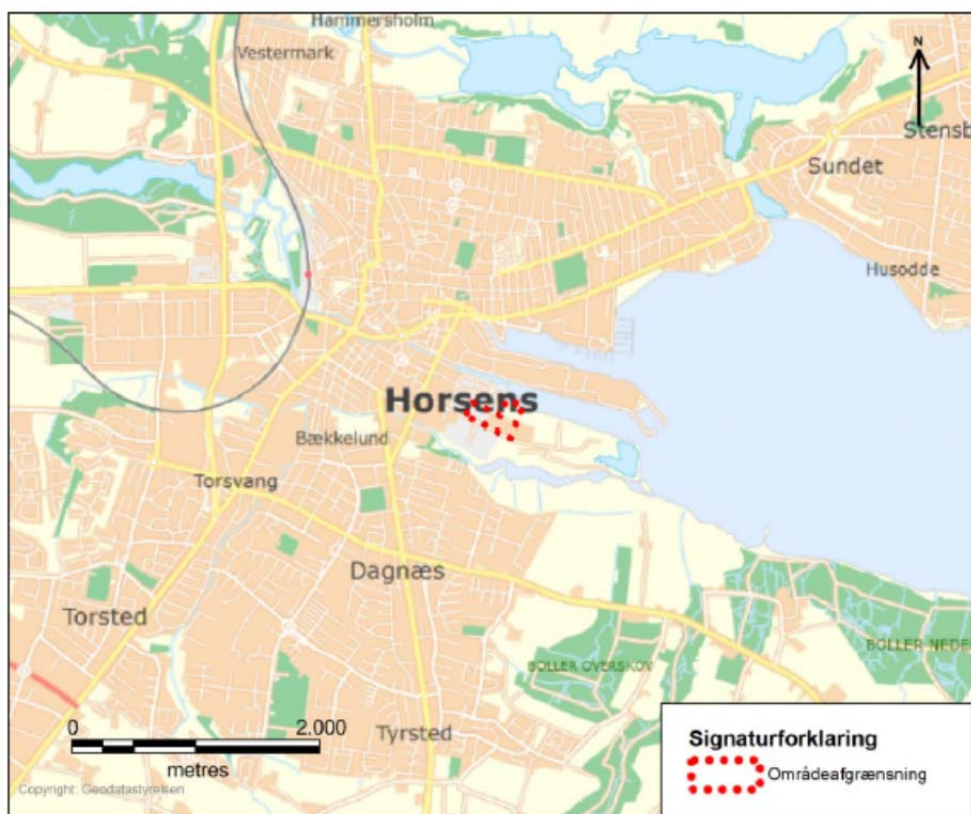 Hammersholm
Vestermark
N
Stensb
Sundet
Husodde
Horsens
Bækkelund
Torsvang
Dagnæs
Torsted
BOLLER OVERSKOV
BOLLER NEDE
Tyrsted
0 2.000
metres
Copyright: Geodatastyrelsen
Signaturforklaring
Områdeafgrænsning